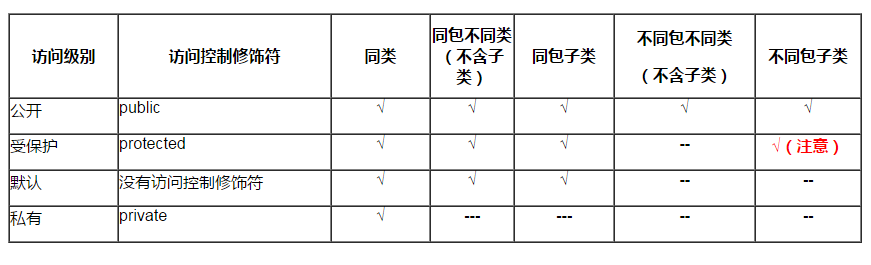 访问级别 访问控制修饰符 同类 同包不同类（不含子类） 同包子类 不同包不同类（不含子类） 不同包子类
公开 public √ √ √ √ √
受保护 protected √ √ √ -- √（注意）
默认 没有访问控制修饰符 √ √ √ -- --
私有 private √ --- --- -- --